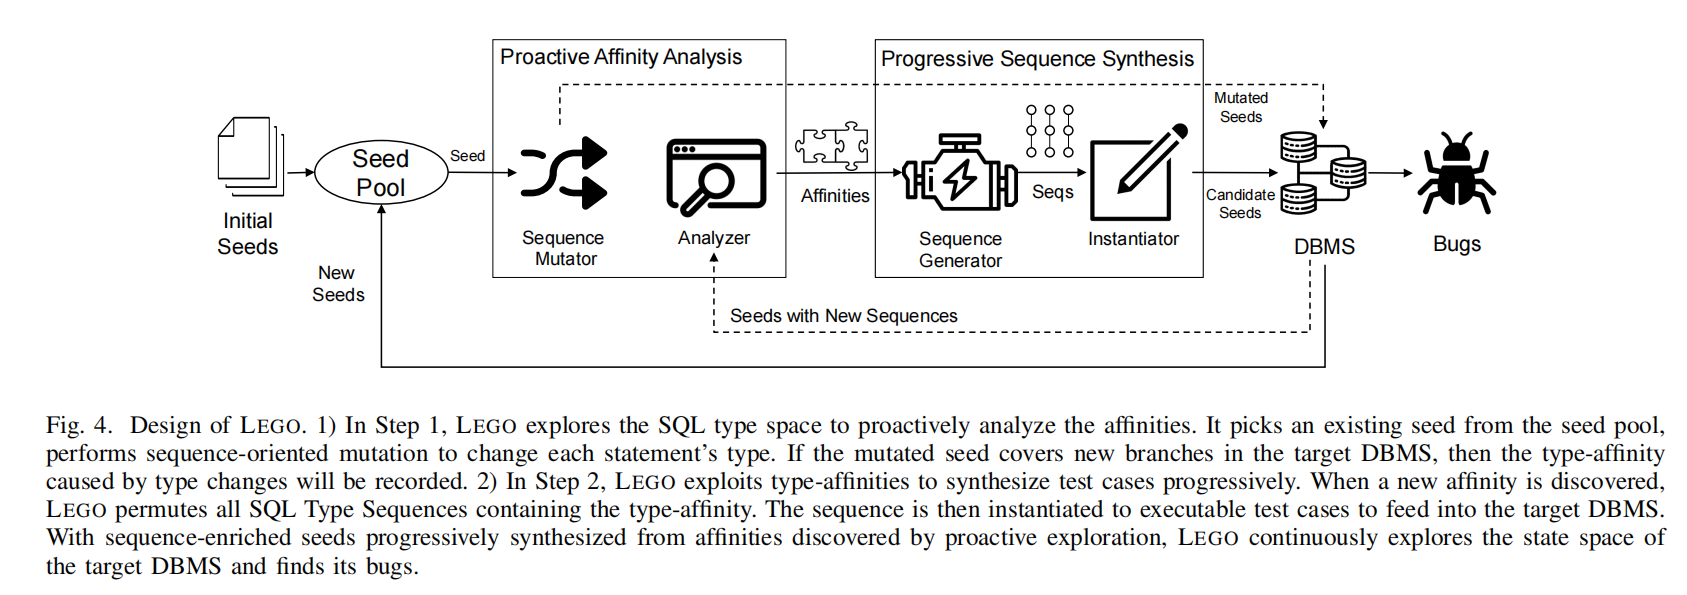 Proactive Affinity Analysis
Progressive Sequence Synthesis
Mutated
Seeds
Seed
Pool
Seed
Affinities
Seqs
Candidate
Seeds
Initial
Seeds
Sequence
Mutator
Analyzer
Sequence
Generator
Instantiator
DBMS
Bugs
New
Seeds
Seeds with New Sequences
Fig. 4. Design of LEGO. 1) In Step 1, LEGO explores the SQL type space to proactively analyze the affinities. It picks an existing seed from the seed pool,
performs sequence-oriented mutation to change each statement's type. If the mutated seed covers new branches in the target DBMS, then the type-affinity
caused by type changes will be recorded. 2) In Step 2, LEGO exploits type-affinities to synthesize test cases progressively. When a new affinity is discovered,
LEGO permutes all SQL Type Sequences containing the type-affinity. The sequence is then instantiated to executable test cases to feed into the target DBMS.
With sequence-enriched seeds progressively synthesized from affinities discovered by proactive exploration, LEGO continuously explores the state space of
the target DBMS and finds its bugs.